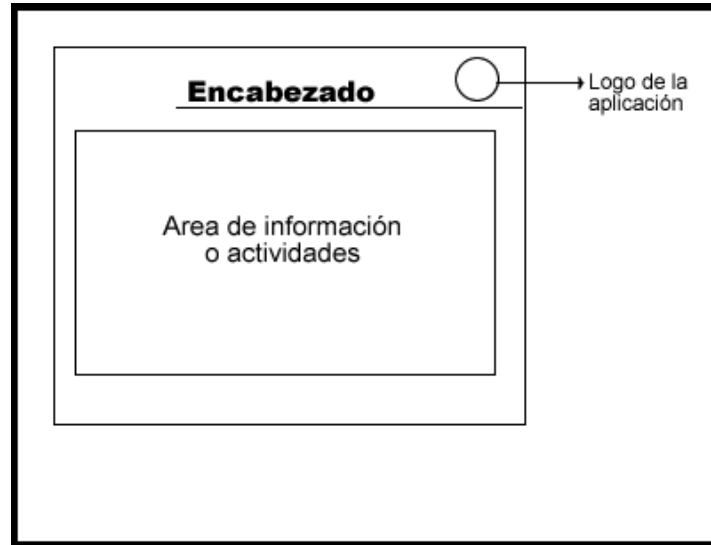 Encabezado
Logo de la
aplicación
Area de información
o actividades